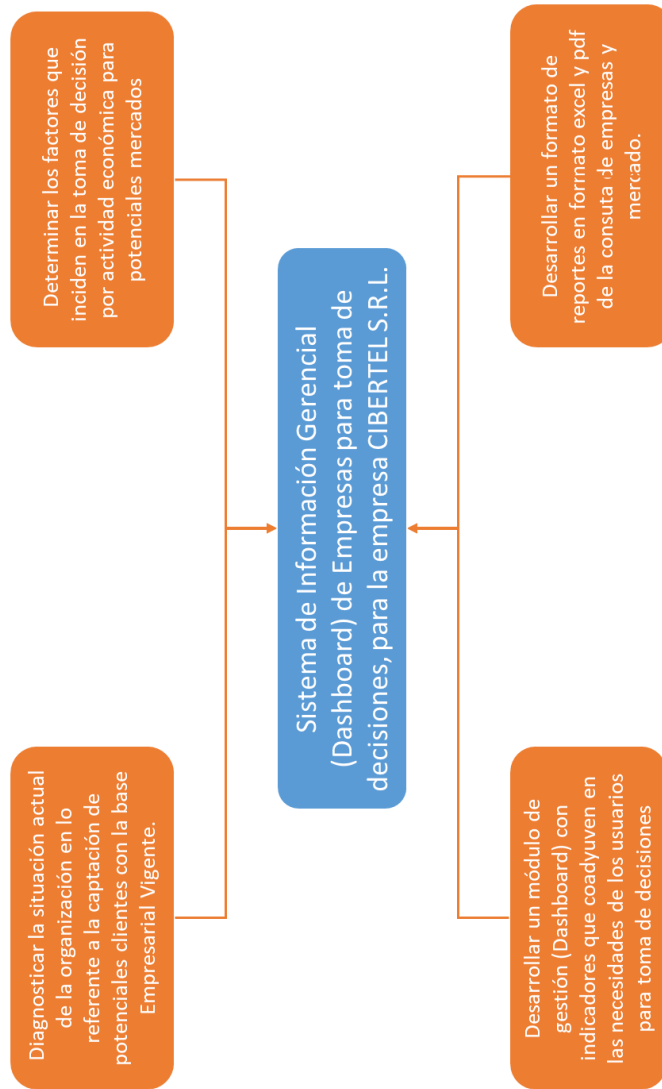 Diagnosticar la situación actual
de la organización en lo
referente a la captación de
potenciales clientes con la base
Empresarial Vigente.
Determinar los factores que
inciden en la toma de decisión
por actividad económica para
potenciales mercados
Sistema de Información Gerencial
(Dashboard) de Empresas para toma de
decisiones, para la empresa CIBERTEL S.R.L.
Desarrollar un módulo de
gestión (Dashboard) con
indicadores que coadyuven en
las necesidades de los usuarios
para toma de decisiones
Desarrollar un formato de
reportes en formato excel y pdf
de la consuta de empresas y
mercado.